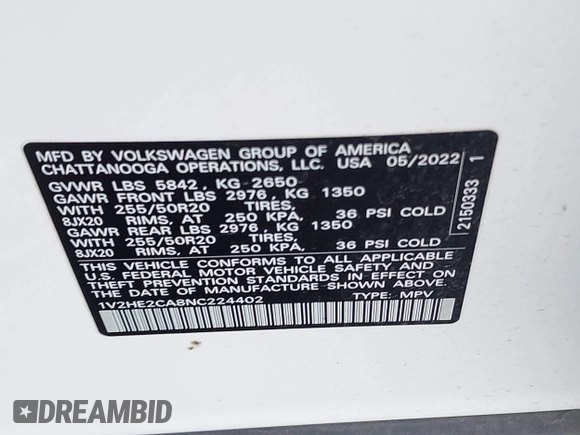 MFD BY VOLKSWAGEN GROUP OF AMERICA
CHATTANOOGA OPERATIONS, LLC. USA 05/2022
GVWR LBS 5842, KG 2650
GAWR FRONT LBS 2976, KG 1350
WITH 255/50R20 TIRES,
8JX20 RIMS, AT 250 KPA, 36 PSI COLD
GAWR REAR LBS 2976, KG 1350
WITH 255/50R20 TIRES,
8JX20 RIMS, AT 250 KPA, 36 PSI COLD
THIS VEHICLE CONFORMS TO ALL APPLICABLE
U.S. FEDERAL MOTOR VEHICLE SAFETY AND
THEFT PREVENTION STANDARDS IN EFFECT ON
THE DATE OF MANUFACTURE SHOWN ABOVE.
1V2HE2CA8NC224402 TYPE: MPV
2150333 1
DREAMBID